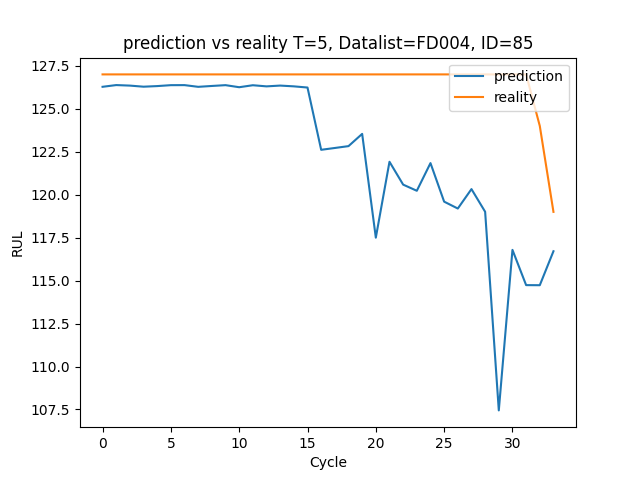 prediction vs reality T=5, Datalist=FD004, ID=85
prediction
reality
RUL
127.5
125.0
122.5
120.0
117.5
115.0
112.5
110.0
107.5
0 5 10 15 20 25 30
Cycle